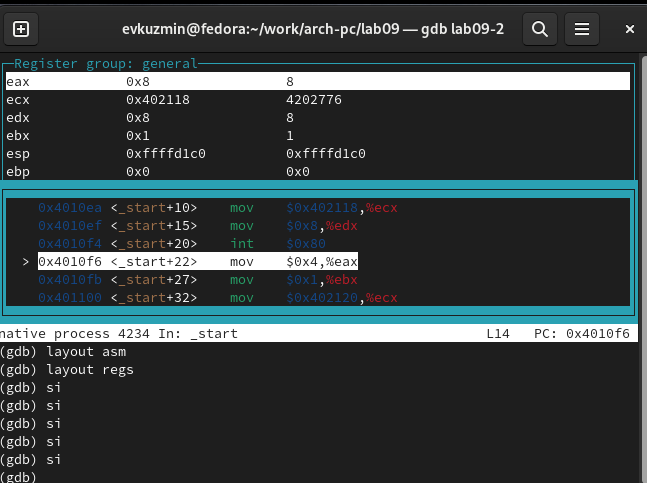 evkuzmin@fedora:~/work/arch-pc/lab09 — gdb lab09-2
Register group: general
eax 0x8 8
ecx 0x402118 4202776
edx 0x8 8
ebx 0x1 1
esp 0xffffd1c0 0xffffd1c0
ebp 0x0 0x0
0x4010ea <_start+10> mov $0x402118,%ecx
0x4010ef <_start+15> mov $0x8,%edx
0x4010f4 <_start+20> int $0x80
> 0x4010f6 <_start+22> mov $0x4,%eax
0x4010fb <_start+27> mov $0x1,%ebx
0x401100 <_start+32> mov $0x402120,%ecx
native process 4234 In: _start L14 PC: 0x4010f6
(gdb) layout asm
(gdb) layout regs
(gdb) si
(gdb) si
(gdb) si
(gdb) si
(gdb) si
(gdb)